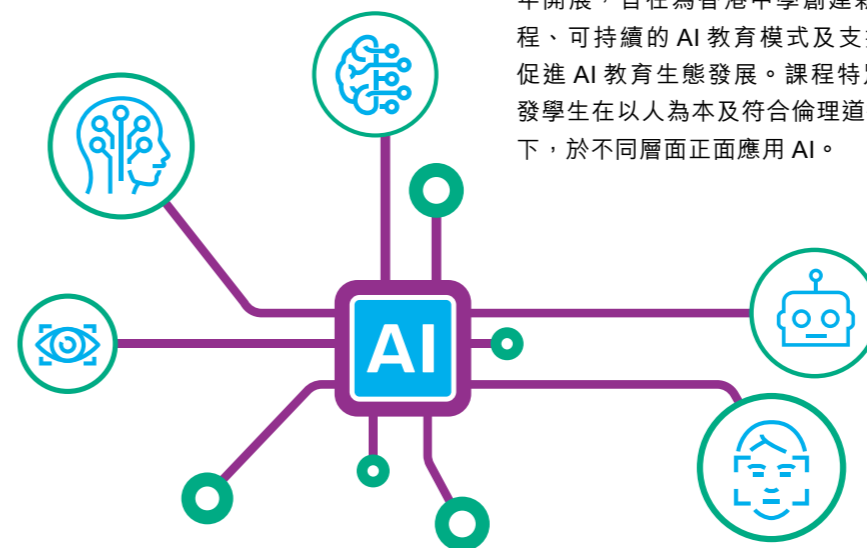 年開展，旨在為香港中學創建
程、可持續的 AI 教育模式及支
促進 AI 教育生態發展。課程特
發學生在以人為本及符合倫理道
下，於不同層面正面應用 AI。
AI